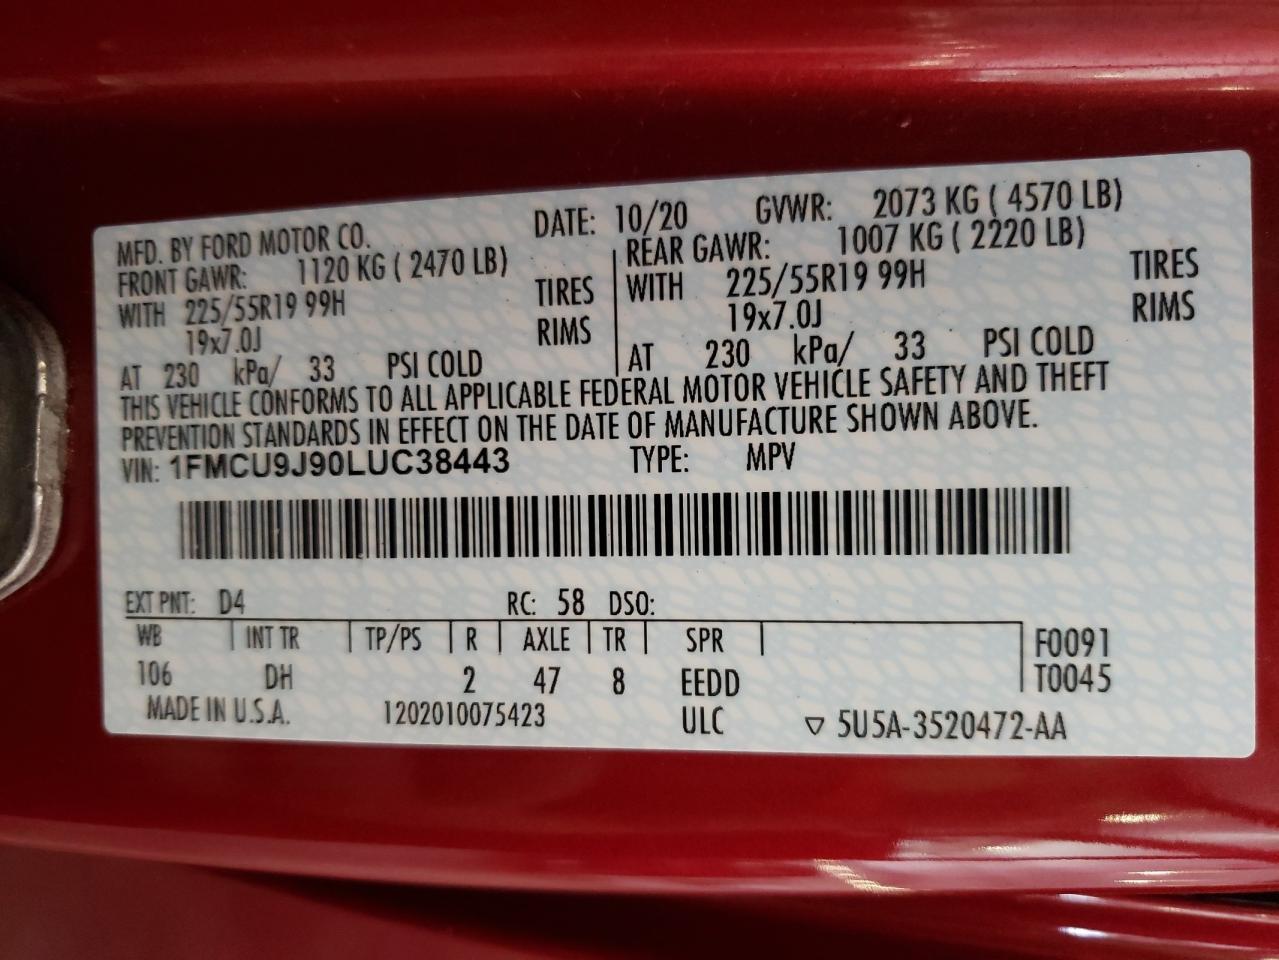 MFD. BY FORD MOTOR CO. DATE: 10/20 GVWR: 2073 KG ( 4570 LB)
FRONT GAWR: 1120 KG ( 2470 LB) REAR GAWR: 1007 KG ( 2220 LB)
WITH 225/55R19 99H TIRES WITH 225/55R19 99H TIRES
19x7.0J RIMS 19x7.0J RIMS
AT 230 kPa/ 33 PSI COLD AT 230 kPa/ 33 PSI COLD
THIS VEHICLE CONFORMS TO ALL APPLICABLE FEDERAL MOTOR VEHICLE SAFETY AND THEFT
PREVENTION STANDARDS IN EFFECT ON THE DATE OF MANUFACTURE SHOWN ABOVE.
VIN: 1FMCU9J90LUC38443 TYPE: MPV
EXT PNT: D4 RC: 58 DSO:
WB INT TR TP/PS R AXLE TR SPR F0091
106 DH 2 47 8 EEDD T0045
MADE IN U.S.A. 1202010075423 ULC ▽ 5U5A-3520472-AA